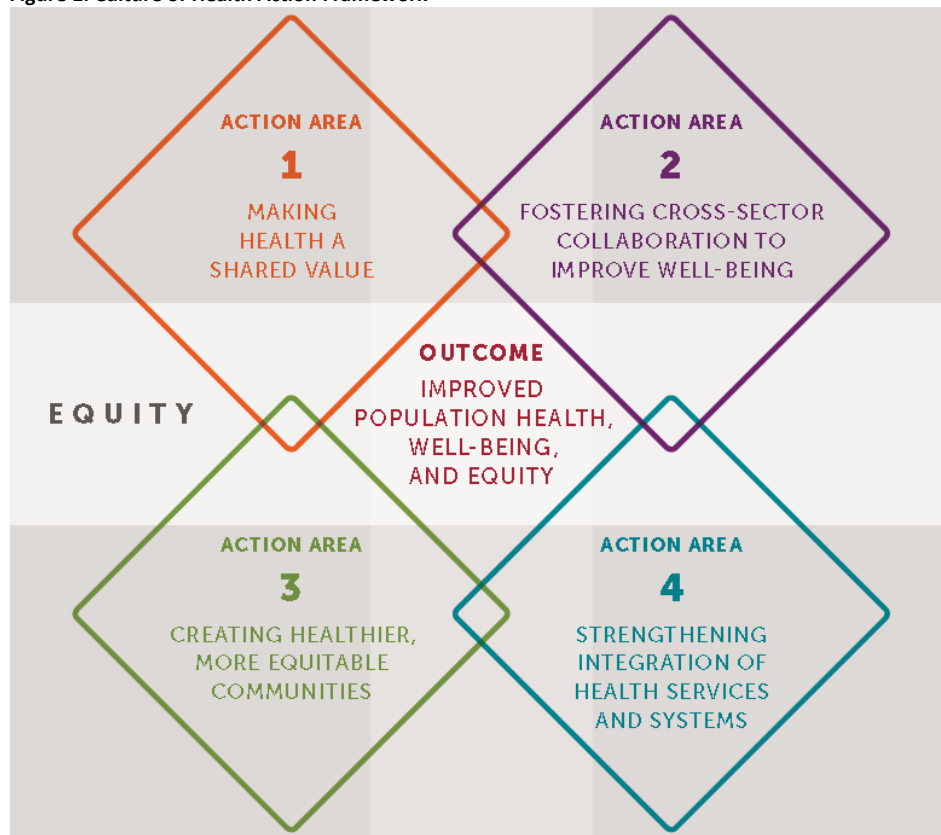 ACTION AREA
1
MAKING
HEALTH A
SHARED VALUE
ACTION AREA
2
FOSTERING CROSS-SECTOR
COLLABORATION TO
IMPROVE WELL-BEING
EQUITY
OUTCOME
IMPROVED
POPULATION HEALTH,
WELL-BEING,
AND EQUITY
ACTION AREA
3
CREATING HEALTHIER,
MORE EQUITABLE
COMMUNITIES
ACTION AREA
4
STRENGTHENING
INTEGRATION OF
HEALTH SERVICES
AND SYSTEMS